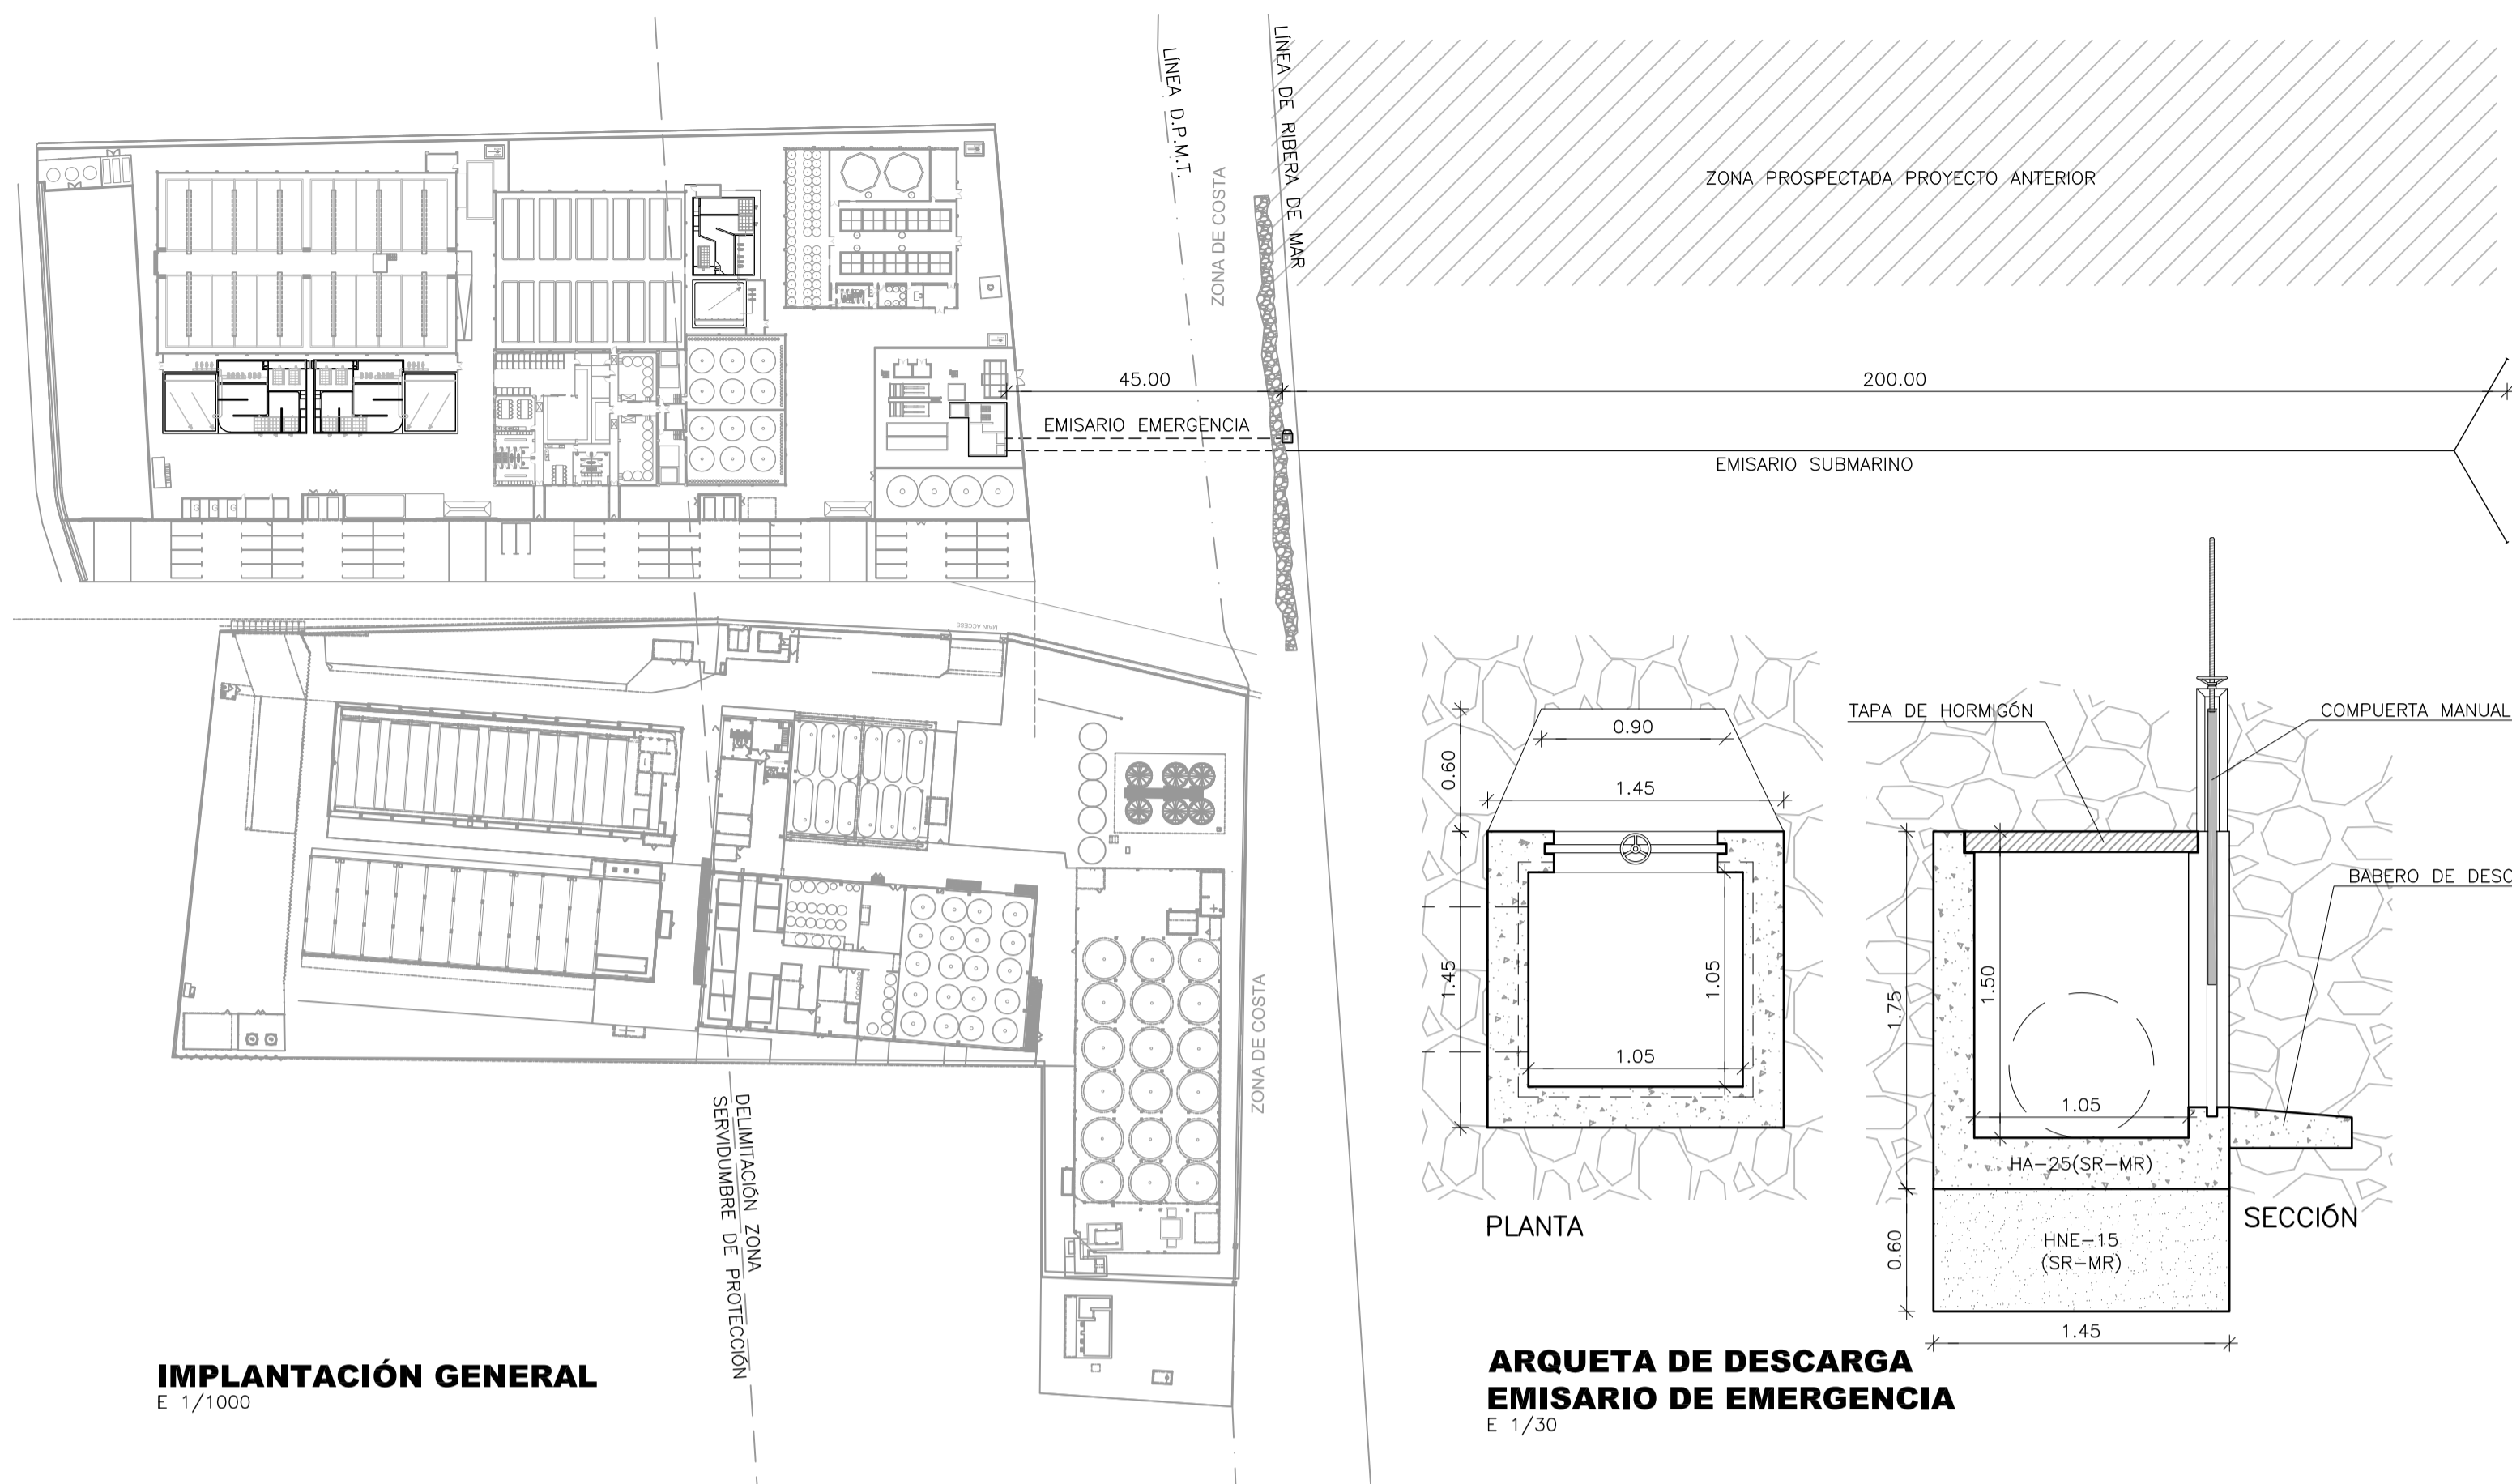 LÍNEA D.P.M.T.
ZONA DE COSTA
LÍNEA DE RIBERA DE MAR
ZONA PROSPECTADA PROYECTO ANTERIOR
45.00
200.00
EMISARIO EMERGENCIA
EMISARIO SUBMARINO
MAIN ACCESS
ZONA DE COSTA
DELIMITACIÓN ZONA
SERVIDUMBRE DE PROTECCIÓN
IMPLANTACIÓN GENERAL
E 1/1000
0.60
0.90
1.45
1.45
1.05
1.05
PLANTA
TAPA DE HORMIGÓN
COMPUERTA MANUAL
BABERO DE DESC
1.75
1.50
1.05
HA-25(SR-MR)
SECCIÓN
HNE-15
(SR-MR)
0.60
1.45
ARQUETA DE DESCARGA
EMISARIO DE EMERGENCIA
E 1/30